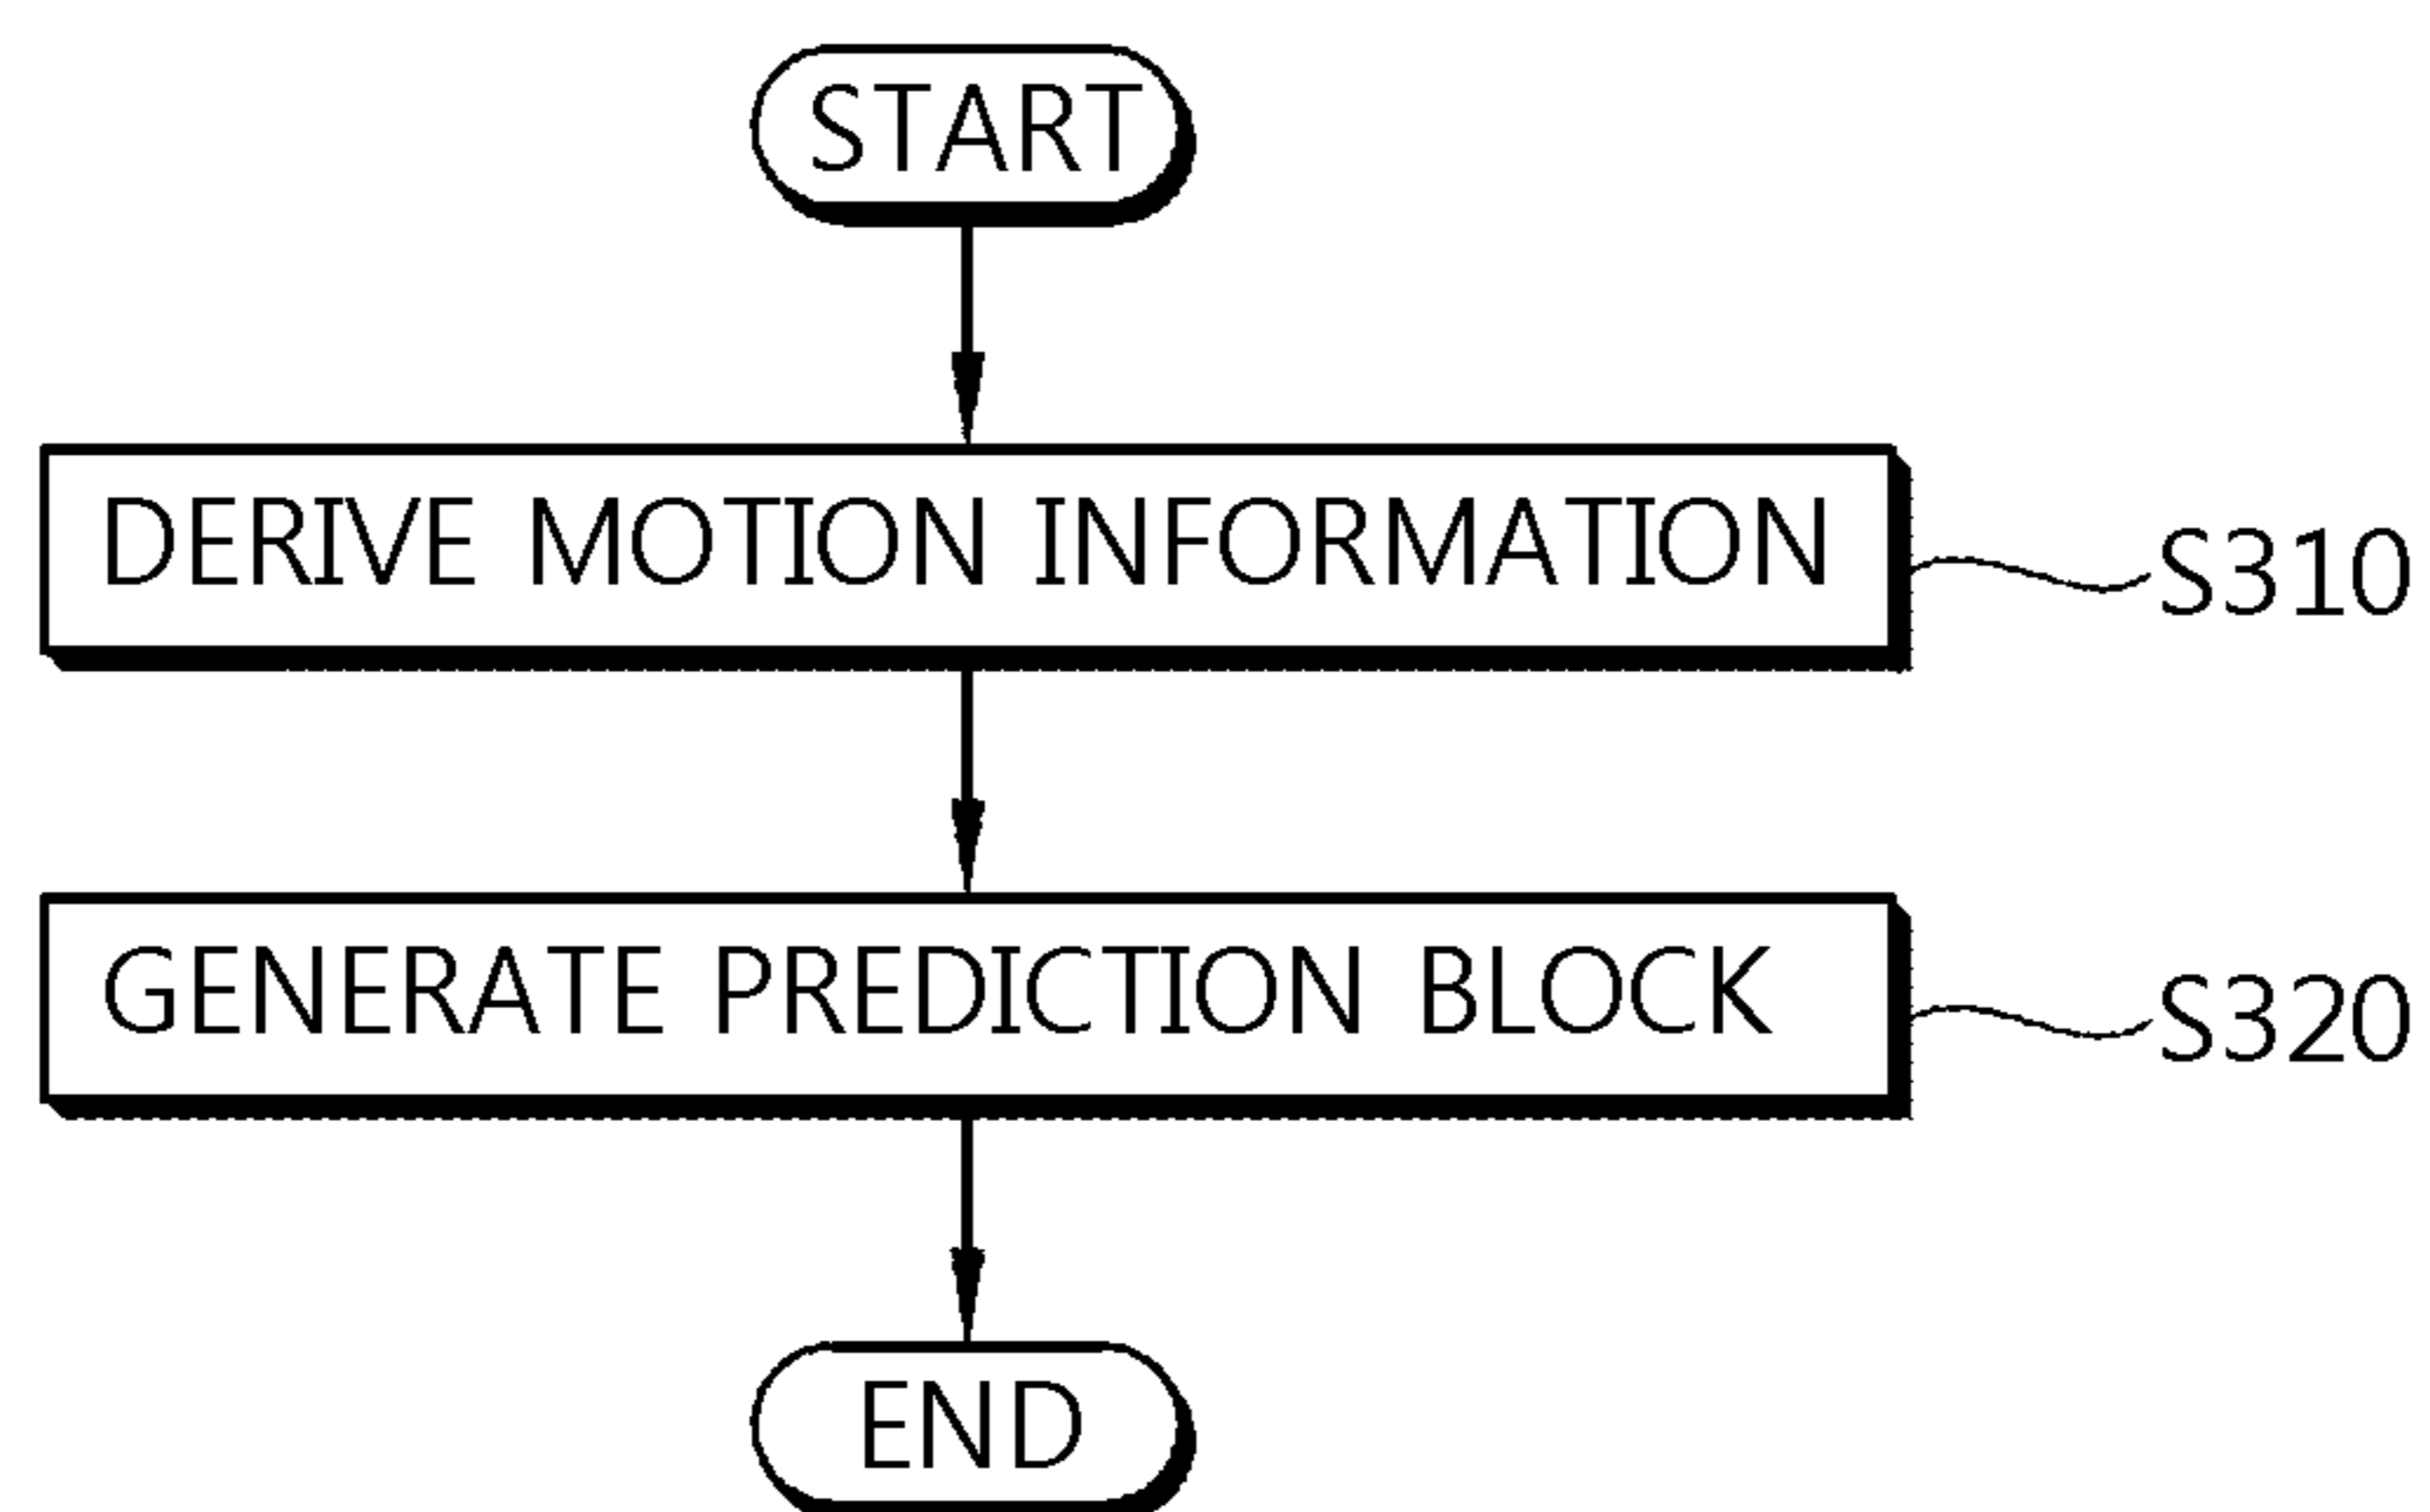 START
DERIVE MOTION INFORMATION
S310
GENERATE PREDICTION BLOCK
S320
END